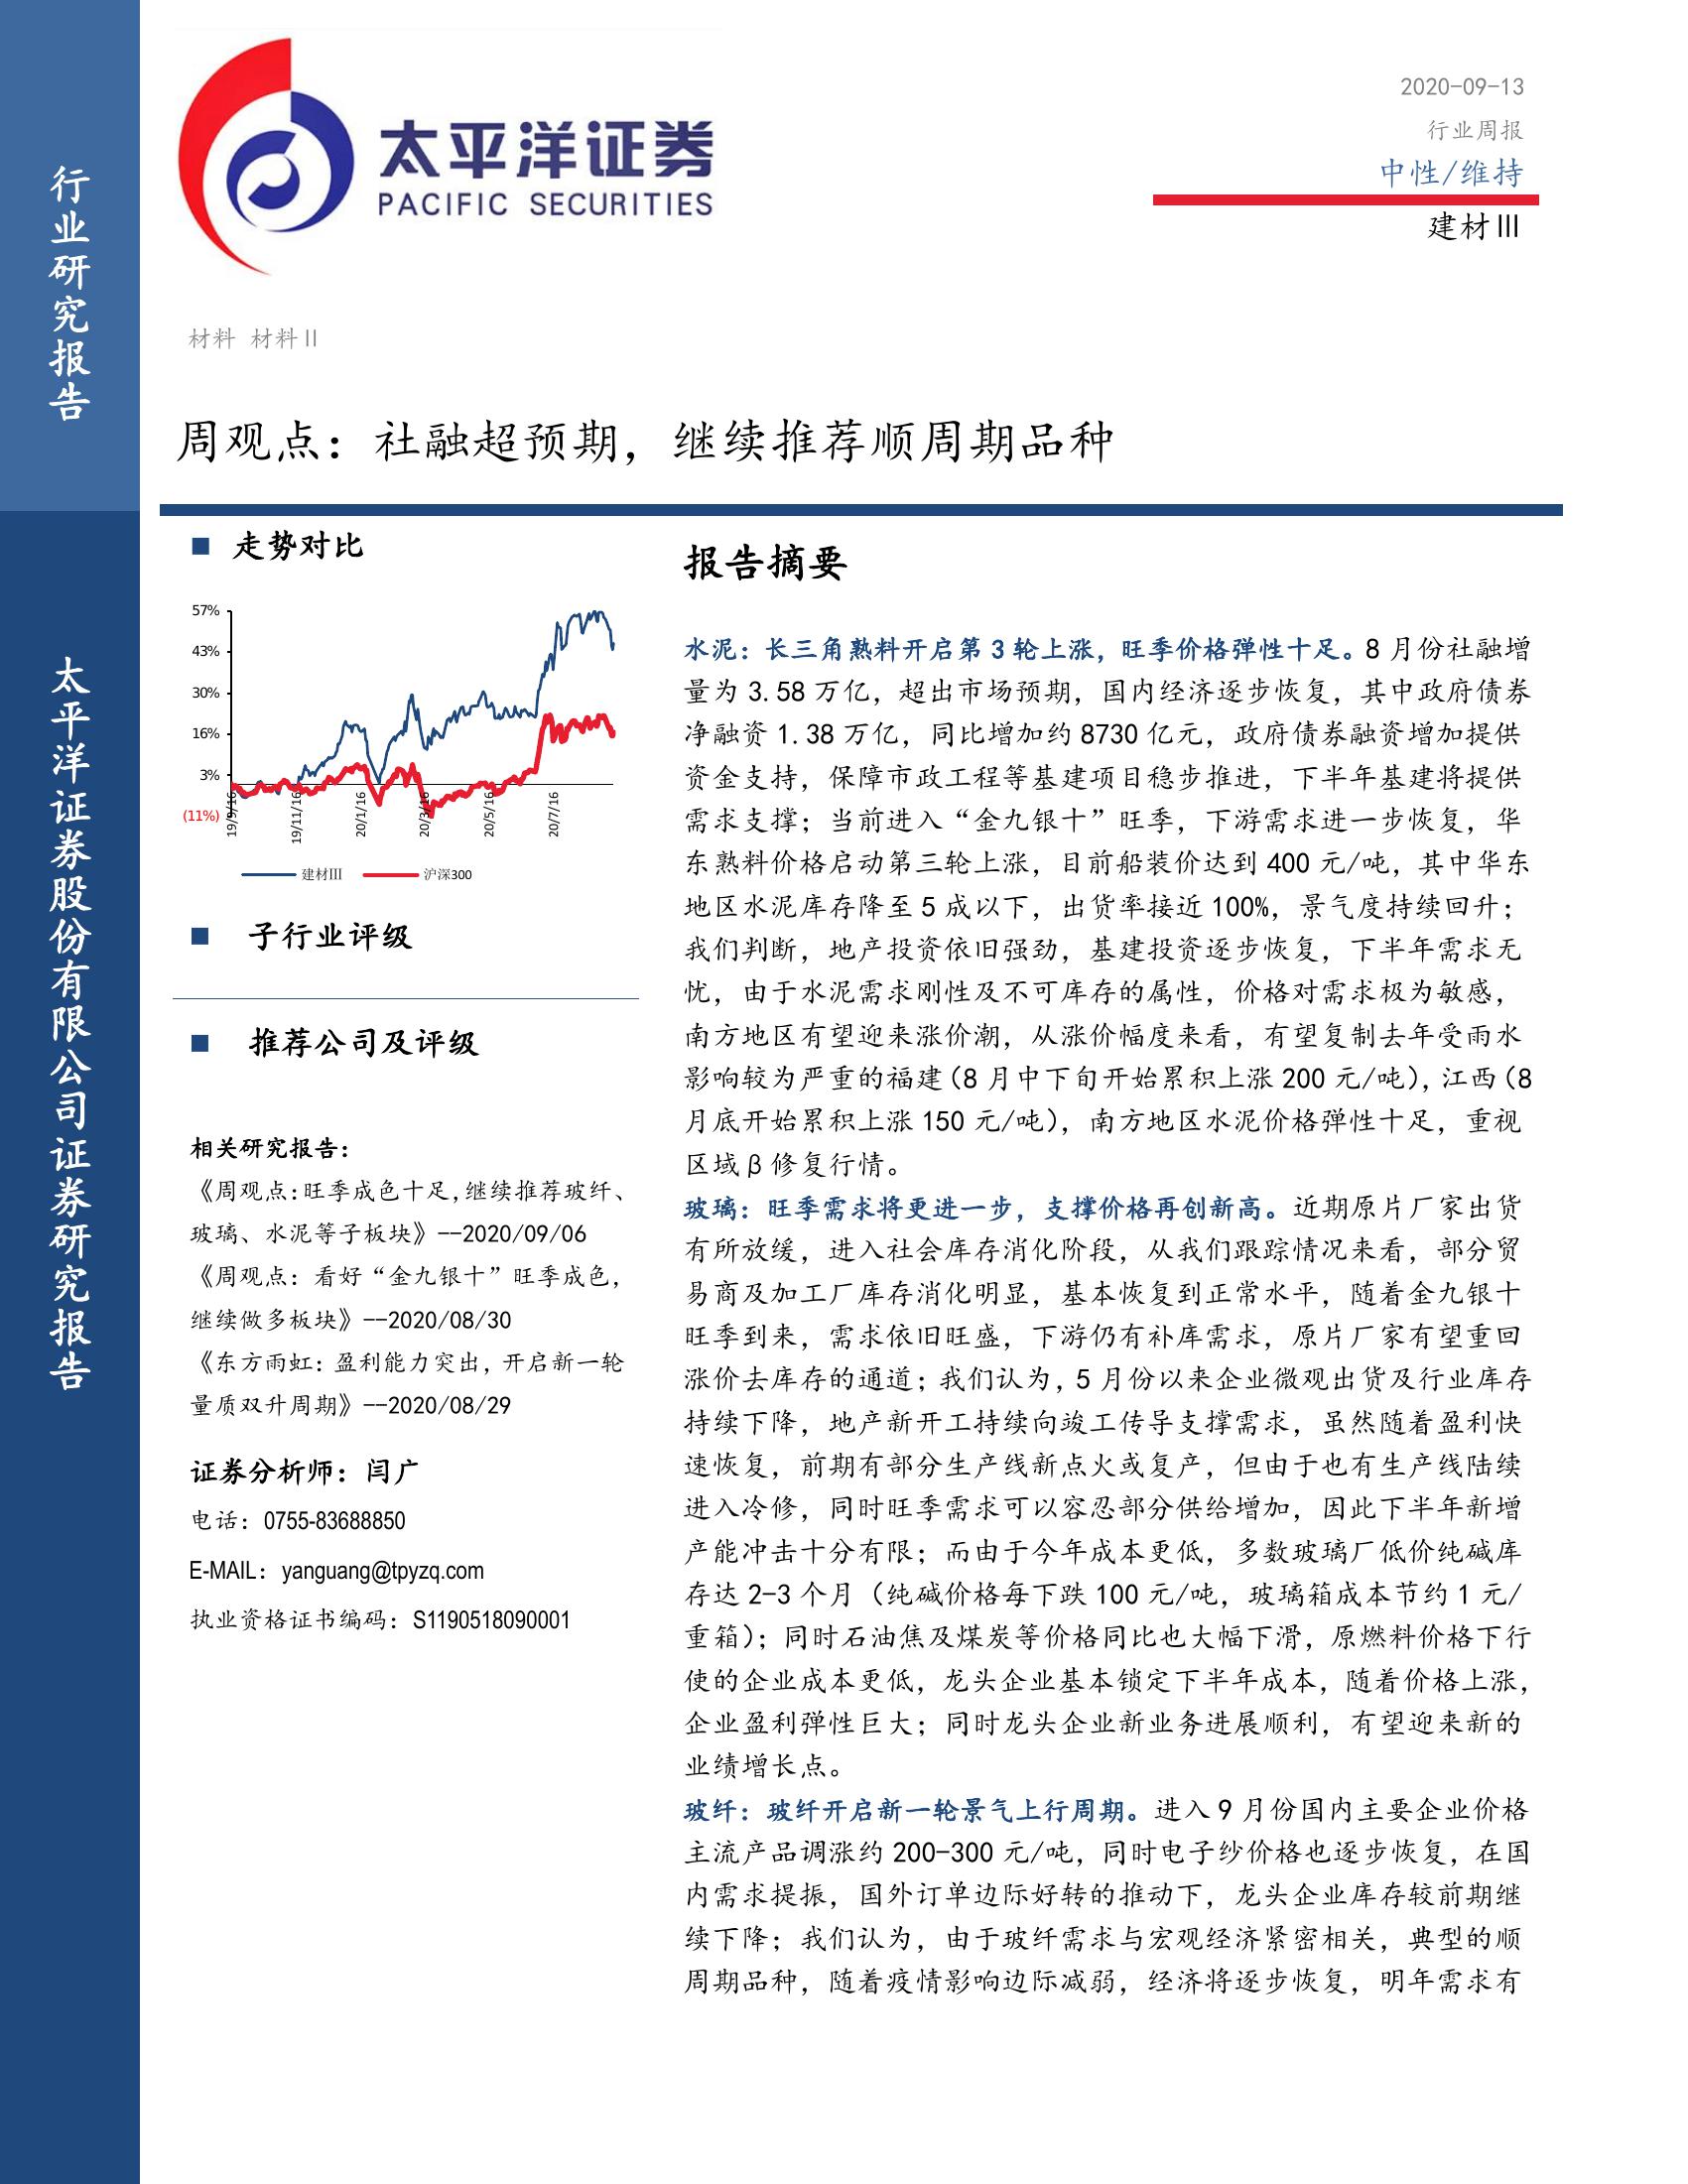 行业研究报告
太平洋证券股份有限公司证券研究报告
太平洋证券
PACIFIC SECURITIES
2020-09-13
行业周报
中性/维持
建材Ⅲ
材料 材料Ⅱ
周观点：社融超预期，继续推荐顺周期品种
■ 走势对比
57%
43%
30%
16%
3%
(11%)
19/9/16
19/11/16
20/1/16
20/3/16
20/5/16
20/7/16
建材Ⅲ
沪深300
■ 子行业评级
■ 推荐公司及评级
相关研究报告：
《周观点:旺季成色十足,继续推荐玻纤、
玻璃、水泥等子板块》--2020/09/06
《周观点：看好“金九银十”旺季成色，
继续做多板块》--2020/08/30
《东方雨虹：盈利能力突出，开启新一轮
量质双升周期》--2020/08/29
证券分析师：闫广
电话：0755-83688850
E-MAIL：yanguang@tpyzq.com
执业资格证书编码：S1190518090001
报告摘要
水泥：长三角熟料开启第 3 轮上涨，旺季价格弹性十足。8 月份社融增
量为 3.58 万亿，超出市场预期，国内经济逐步恢复，其中政府债券
净融资 1.38 万亿，同比增加约 8730 亿元，政府债券融资增加提供
资金支持，保障市政工程等基建项目稳步推进，下半年基建将提供
需求支撑；当前进入“金九银十”旺季，下游需求进一步恢复，华
东熟料价格启动第三轮上涨，目前船装价达到 400 元/吨，其中华东
地区水泥库存降至 5 成以下，出货率接近 100%，景气度持续回升；
我们判断，地产投资依旧强劲，基建投资逐步恢复，下半年需求无
忧，由于水泥需求刚性及不可库存的属性，价格对需求极为敏感，
南方地区有望迎来涨价潮，从涨价幅度来看，有望复制去年受雨水
影响较为严重的福建（8 月中下旬开始累积上涨 200 元/吨），江西（8
月底开始累积上涨 150 元/吨），南方地区水泥价格弹性十足，重视
区域 β 修复行情。
玻璃：旺季需求将更进一步，支撑价格再创新高。近期原片厂家出货
有所放缓，进入社会库存消化阶段，从我们跟踪情况来看，部分贸
易商及加工厂库存消化明显，基本恢复到正常水平，随着金九银十
旺季到来，需求依旧旺盛，下游仍有补库需求，原片厂家有望重回
涨价去库存的通道；我们认为，5 月份以来企业微观出货及行业库存
持续下降，地产新开工持续向竣工传导支撑需求，虽然随着盈利快
速恢复，前期有部分生产线新点火或复产，但由于也有生产线陆续
进入冷修，同时旺季需求可以容忍部分供给增加，因此下半年新增
产能冲击十分有限；而由于今年成本更低，多数玻璃厂低价纯碱库
存达 2-3 个月（纯碱价格每下跌 100 元/吨，玻璃箱成本节约 1 元/
重箱）；同时石油焦及煤炭等价格同比也大幅下滑，原燃料价格下行
使的企业成本更低，龙头企业基本锁定下半年成本，随着价格上涨，
企业盈利弹性巨大；同时龙头企业新业务进展顺利，有望迎来新的
业绩增长点。
玻纤：玻纤开启新一轮景气上行周期。进入 9 月份国内主要企业价格
主流产品调涨约 200-300 元/吨，同时电子纱价格也逐步恢复，在国
内需求提振，国外订单边际好转的推动下，龙头企业库存较前期继
续下降；我们认为，由于玻纤需求与宏观经济紧密相关，典型的顺
周期品种，随着疫情影响边际减弱，经济将逐步恢复，明年需求有